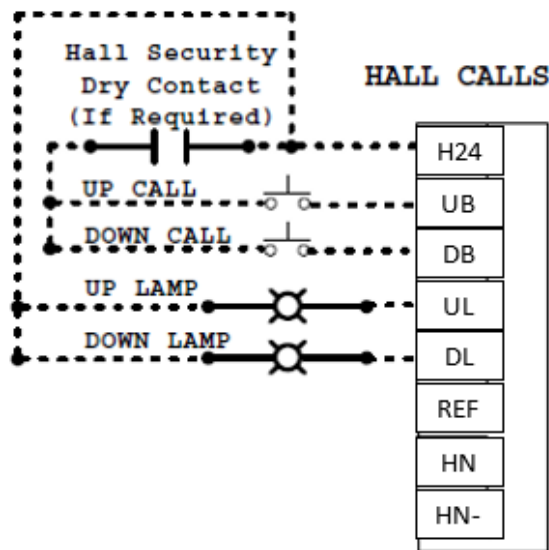 Hall Security
Dry Contact
(If Required)
HALL CALLS
H24
UP CALL
UB
DOWN CALL
DB
UP LAMP
UL
DOWN LAMP
DL
REF
HN
HN-